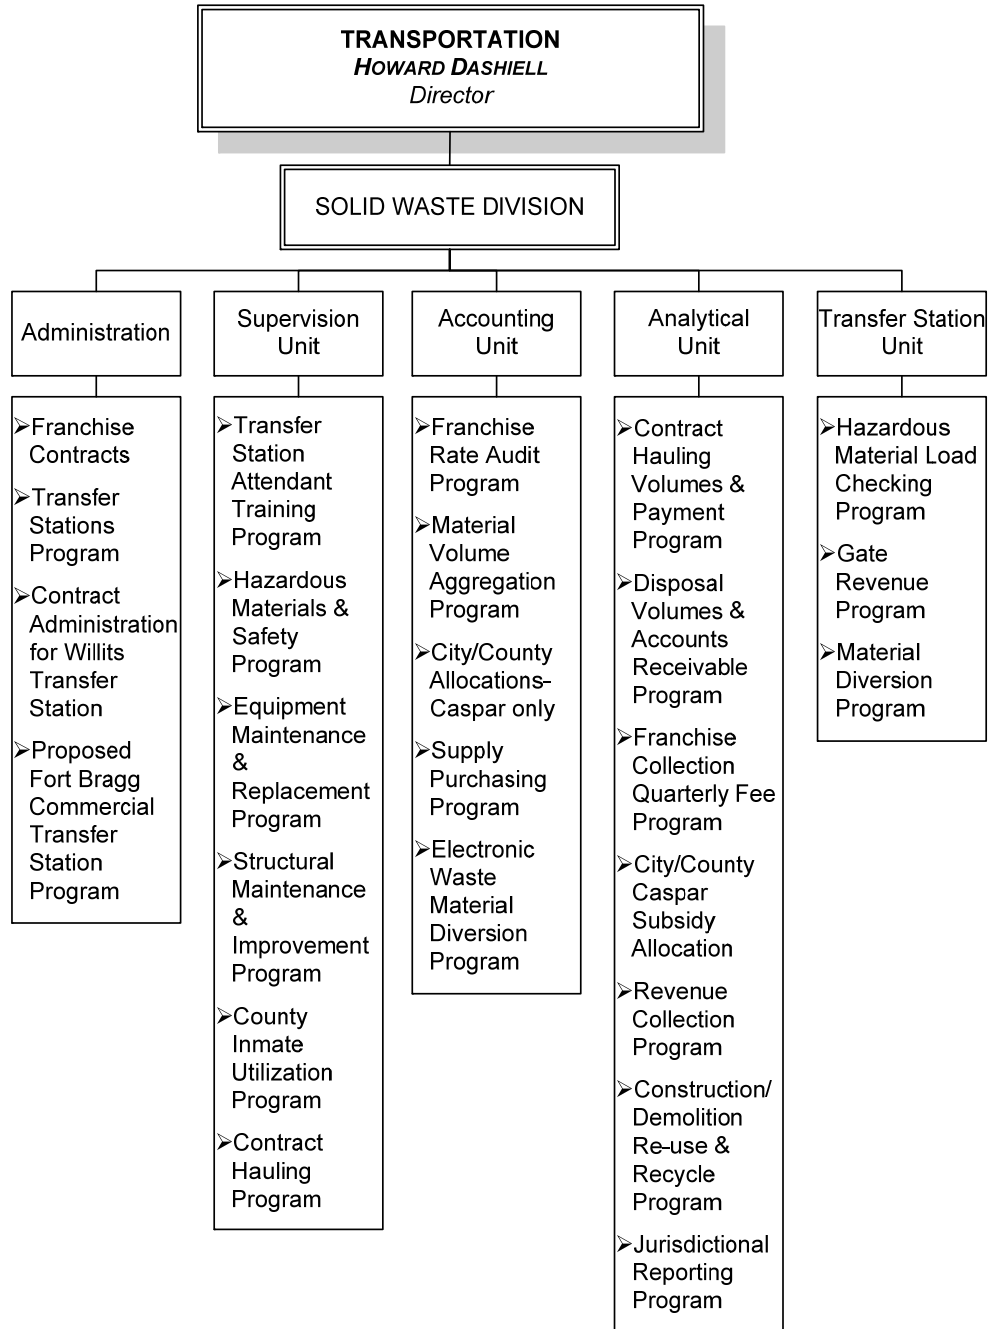 TRANSPORTATION
HOWARD DASHIELL
Director
SOLID WASTE DIVISION
Administration
Supervision
Unit
Accounting
Unit
Analytical
Unit
Transfer Station
Unit
➢Franchise
Contracts
➢Transfer
Stations
Program
➢Contract
Administration
for Willits
Transfer
Station
➢Proposed
Fort Bragg
Commercial
Transfer
Station
Program
➢Transfer
Station
Attendant
Training
Program
➢Hazardous
Materials &
Safety
Program
➢Equipment
Maintenance
&
Replacement
Program
➢Structural
Maintenance
&
Improvement
Program
➢County
Inmate
Utilization
Program
➢Contract
Hauling
Program
➢Franchise
Rate Audit
Program
➢Material
Volume
Aggregation
Program
➢City/County
Allocations–
Caspar only
➢Supply
Purchasing
Program
➢Electronic
Waste
Material
Diversion
Program
➢Contract
Hauling
Volumes &
Payment
Program
➢Disposal
Volumes &
Accounts
Receivable
Program
➢Franchise
Collection
Quarterly Fee
Program
➢City/County
Caspar
Subsidy
Allocation
➢Revenue
Collection
Program
➢Construction/
Demolition
Re-use &
Recycle
Program
➢Jurisdictional
Reporting
Program
➢Hazardous
Material Load
Checking
Program
➢Gate
Revenue
Program
➢Material
Diversion
Program